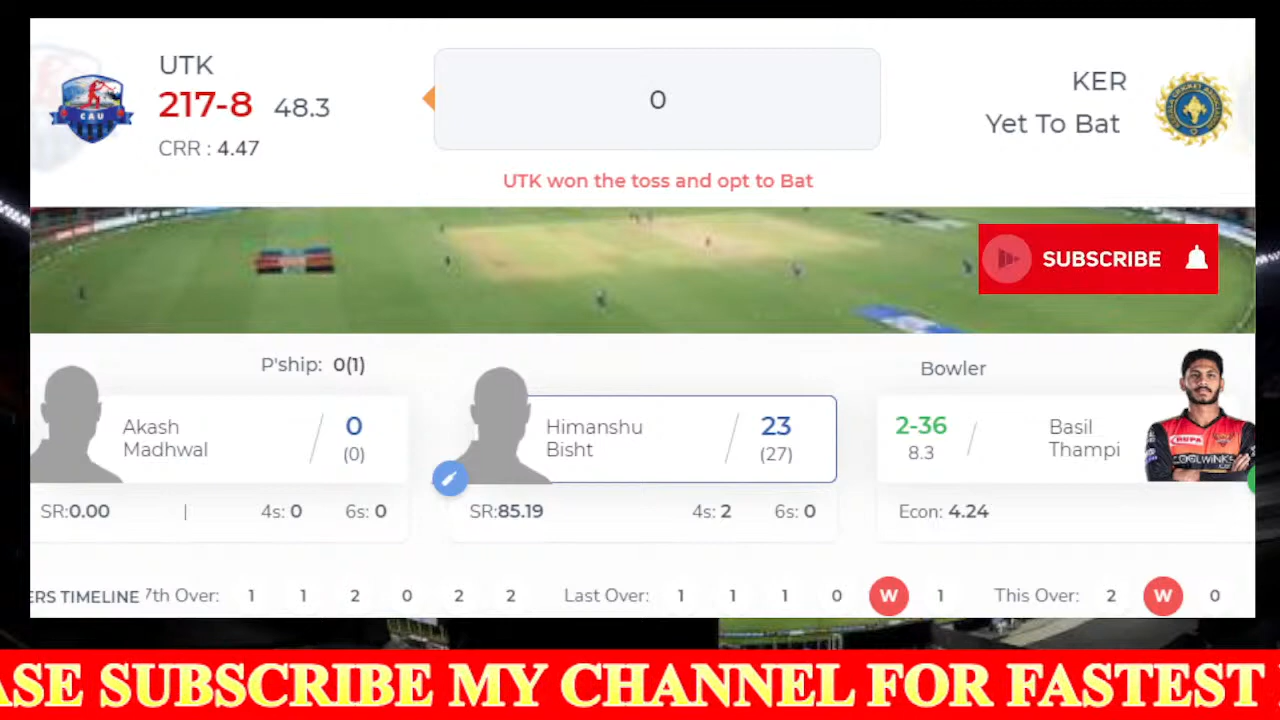 UTK
217-8 48.3
CRR : 4.47
0
KER
Yet To Bat
UTK won the toss and opt to Bat
SUBSCRIBE
CAU
P'ship: 0(1)
Akash
Madhwal
0
(0)
SR:0.00 | 4s: 0 6s: 0
Himanshu
Bisht
23
(27)
SR:85.19 4s: 2 6s: 0
Bowler
2-36
8.3
Basil
Thampi
Econ: 4.24
ERS TIMELINE 7th Over: 1 1 2 0 2 2 Last Over: 1 1 1 0 W 1 This Over: 2 W 0
ASE SUBSCRIBE MY CHANNEL FOR FASTEST